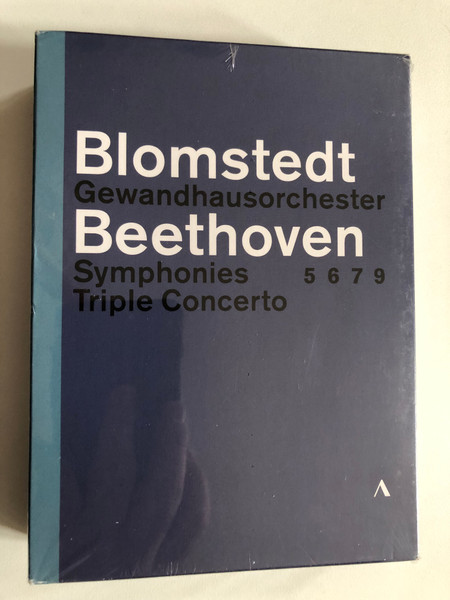 Blomstedt
Gewandhausorchester
Beethoven
Symphonies 5 6 7 9
Triple Concerto